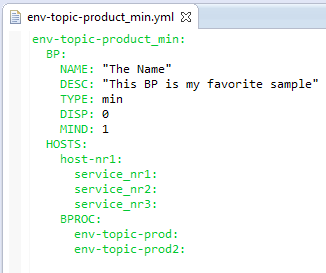 env-topic-product_min.yml
env-topic-product_min:
  BP:
    NAME: "The Name"
    DESC: "This BP is my favorite sample"
    TYPE: min
    DISP: 0
    MIND: 1
  HOSTS:
    host-nr1:
      service_nr1:
      service_nr2:
      service_nr3:
    BPROC:
      env-topic-prod:
      env-topic-prod2: